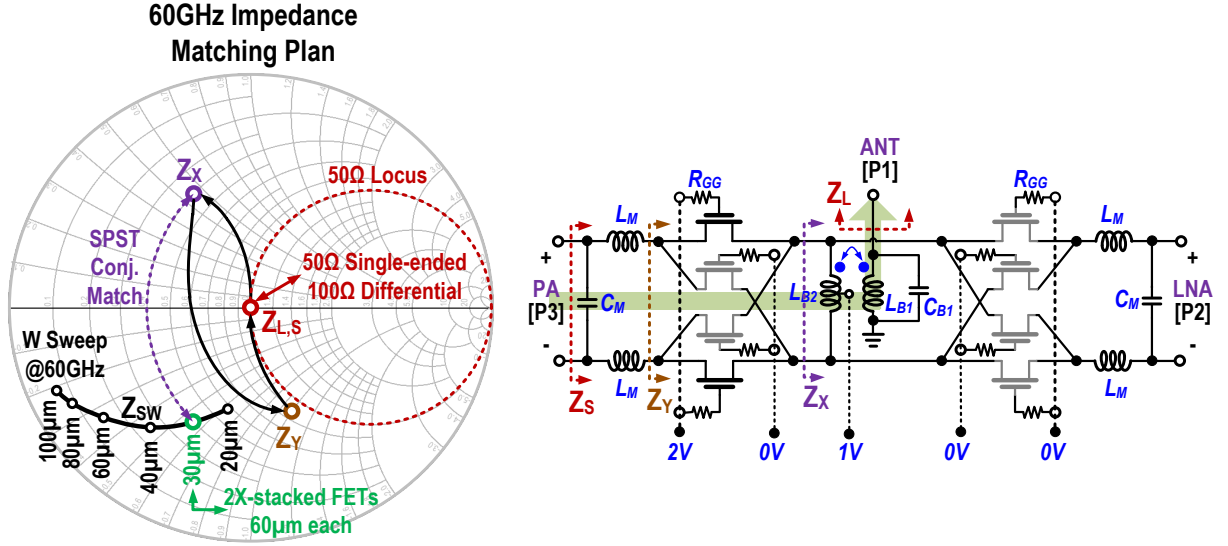 60GHz Impedance
Matching Plan
Z_X
50Ω Locus
SPST
Conj.
Match
50Ω Single-ended
100Ω Differential
Z_L,S
W Sweep
@60GHz
Z_SW
Z_Y
100µm
80µm
60µm
40µm
30µm
20µm
2X-stacked FETs
60µm each
ANT
[P1]
R_GG
Z_L
R_GG
L_M
L_M
+
+
PA
[P3]
C_M
L_B2
L_B1
C_B1
C_M
LNA
[P2]
-
-
L_M
L_M
Z_S
Z_Y
Z_X
2V
0V
1V
0V
0V